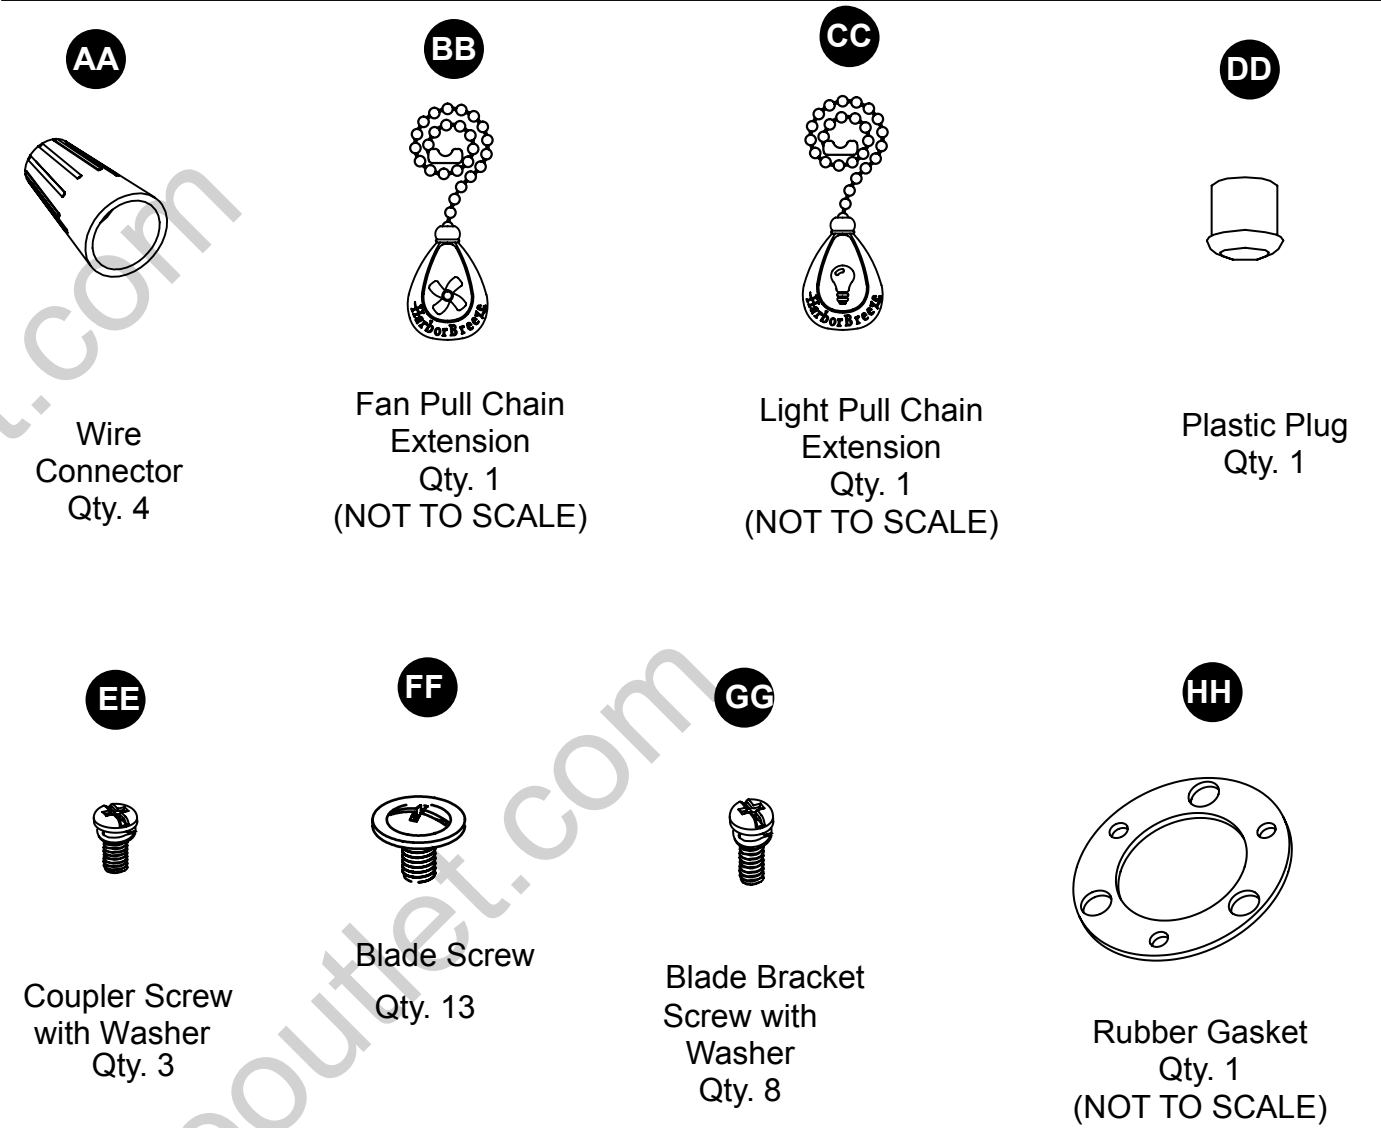 AA
BB
CC
DD
HarborBreeze
HarborBreeze
Wire
Connector
Qty. 4
Fan Pull Chain
Extension
Qty. 1
(NOT TO SCALE)
Light Pull Chain
Extension
Qty. 1
(NOT TO SCALE)
Plastic Plug
Qty. 1
t.com
EE
FF
GG
HH
Coupler Screw
with Washer
Qty. 3
Blade Screw
Qty. 13
Blade Bracket
Screw with
Washer
Qty. 8
Rubber Gasket
Qty. 1
(NOT TO SCALE)
outlet.com